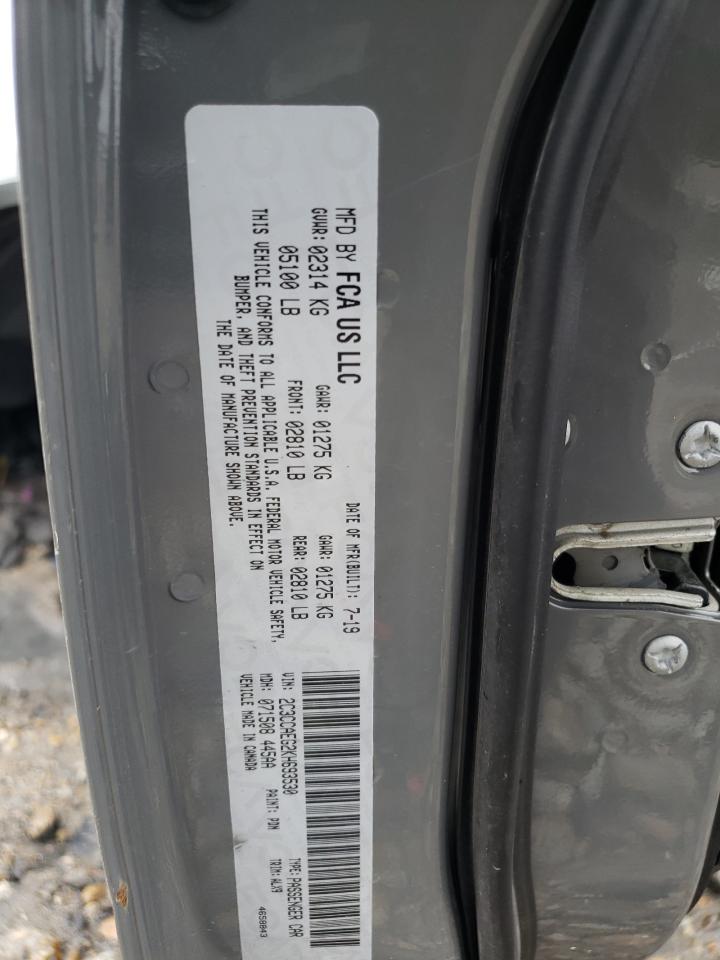 MFD BY FCA US LLC DATE OF MFR(BUILT): 7-19
GVWR: 02314 KG GAWR: 01275 KG GAWR: 01275 KG
05100 LB FRONT: 02810 LB REAR: 02810 LB
THIS VEHICLE CONFORMS TO ALL APPLICABLE U.S.A. FEDERAL MOTOR VEHICLE SAFETY,
BUMPER, AND THEFT PREVENTION STANDARDS IN EFFECT ON
THE DATE OF MANUFACTURE SHOWN ABOVE.
VIN: 2C3CCAEG2KH693530 TYPE: PASSENGER CAR
MDH: 071508 445AA PAINT: PDN TRIM: ALX9
VEHICLE MADE IN CANADA